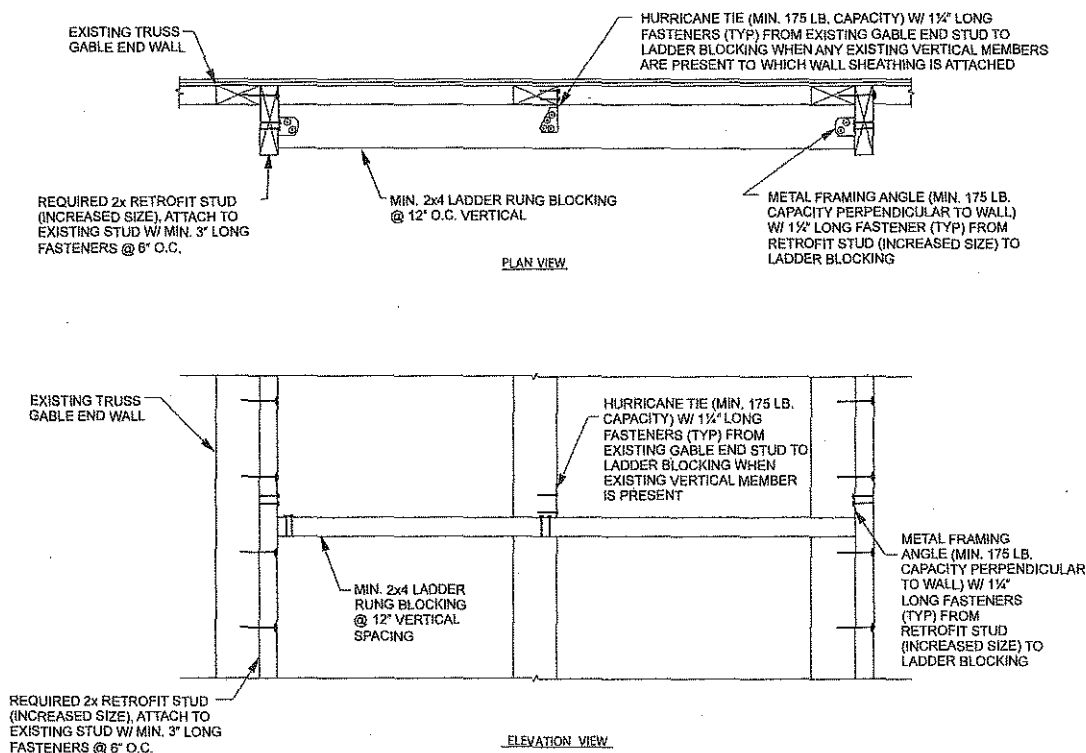 EXISTING TRUSS
GABLE END WALL
HURRICANE TIE (MIN. 175 LB. CAPACITY) W/ 1¼" LONG
FASTENERS (TYP) FROM EXISTING GABLE END STUD TO
LADDER BLOCKING WHEN ANY EXISTING VERTICAL MEMBERS
ARE PRESENT TO WHICH WALL SHEATHING IS ATTACHED
REQUIRED 2x RETROFIT STUD
(INCREASED SIZE), ATTACH TO
EXISTING STUD W/ MIN. 3" LONG
FASTENERS @ 6" O.C.
MIN. 2x4 LADDER RUNG BLOCKING
@ 12" O.C. VERTICAL
METAL FRAMING ANGLE (MIN. 175 LB.
CAPACITY PERPENDICULAR TO WALL)
W/ 1¼" LONG FASTENER (TYP) FROM
RETROFIT STUD (INCREASED SIZE) TO
LADDER BLOCKING
PLAN VIEW
EXISTING TRUSS
GABLE END WALL
HURRICANE TIE (MIN. 175 LB.
CAPACITY) W/ 1¼" LONG
FASTENERS (TYP) FROM
EXISTING GABLE END STUD TO
LADDER BLOCKING WHEN
EXISTING VERTICAL MEMBER
IS PRESENT
MIN. 2x4 LADDER
RUNG BLOCKING
@ 12" VERTICAL
SPACING
METAL FRAMING
ANGLE (MIN. 175 LB.
CAPACITY PERPENDICULAR
TO WALL) W/ 1¼"
LONG FASTENERS
(TYP) FROM
RETROFIT STUD
(INCREASED SIZE) TO
LADDER BLOCKING
REQUIRED 2x RETROFIT STUD
(INCREASED SIZE), ATTACH TO
EXISTING STUD W/ MIN. 3" LONG
FASTENERS @ 6" O.C.
ELEVATION VIEW